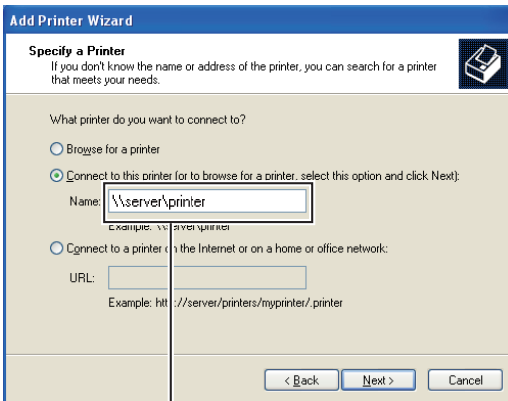 Add Printer Wizard
Specify a Printer
If you don't know the name or address of the printer, you can search for a printer
that meets your needs.
What printer do you want to connect to?
Browse for a printer
Connect to this printer (or to browse for a printer, select this option and click Next):
Name: \\server\printer
Example: \\server\printer
Connect to a printer on the Internet or on a home or office network:
URL:
Example: http://server/printers/myprinter/.printer
< Back Next > Cancel